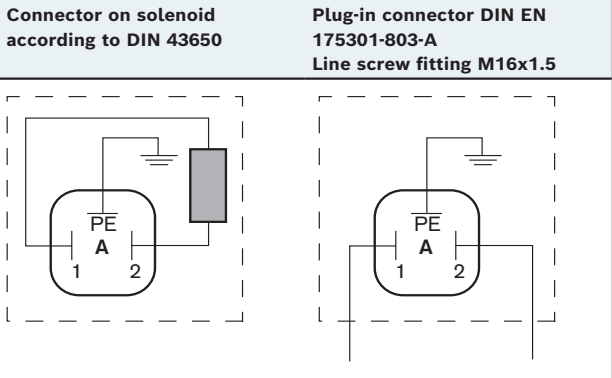 Connector on solenoid
according to DIN 43650
Plug-in connector DIN EN
175301-803-A
Line screw fitting M16x1.5
PE
A
1 2
PE
A
1 2